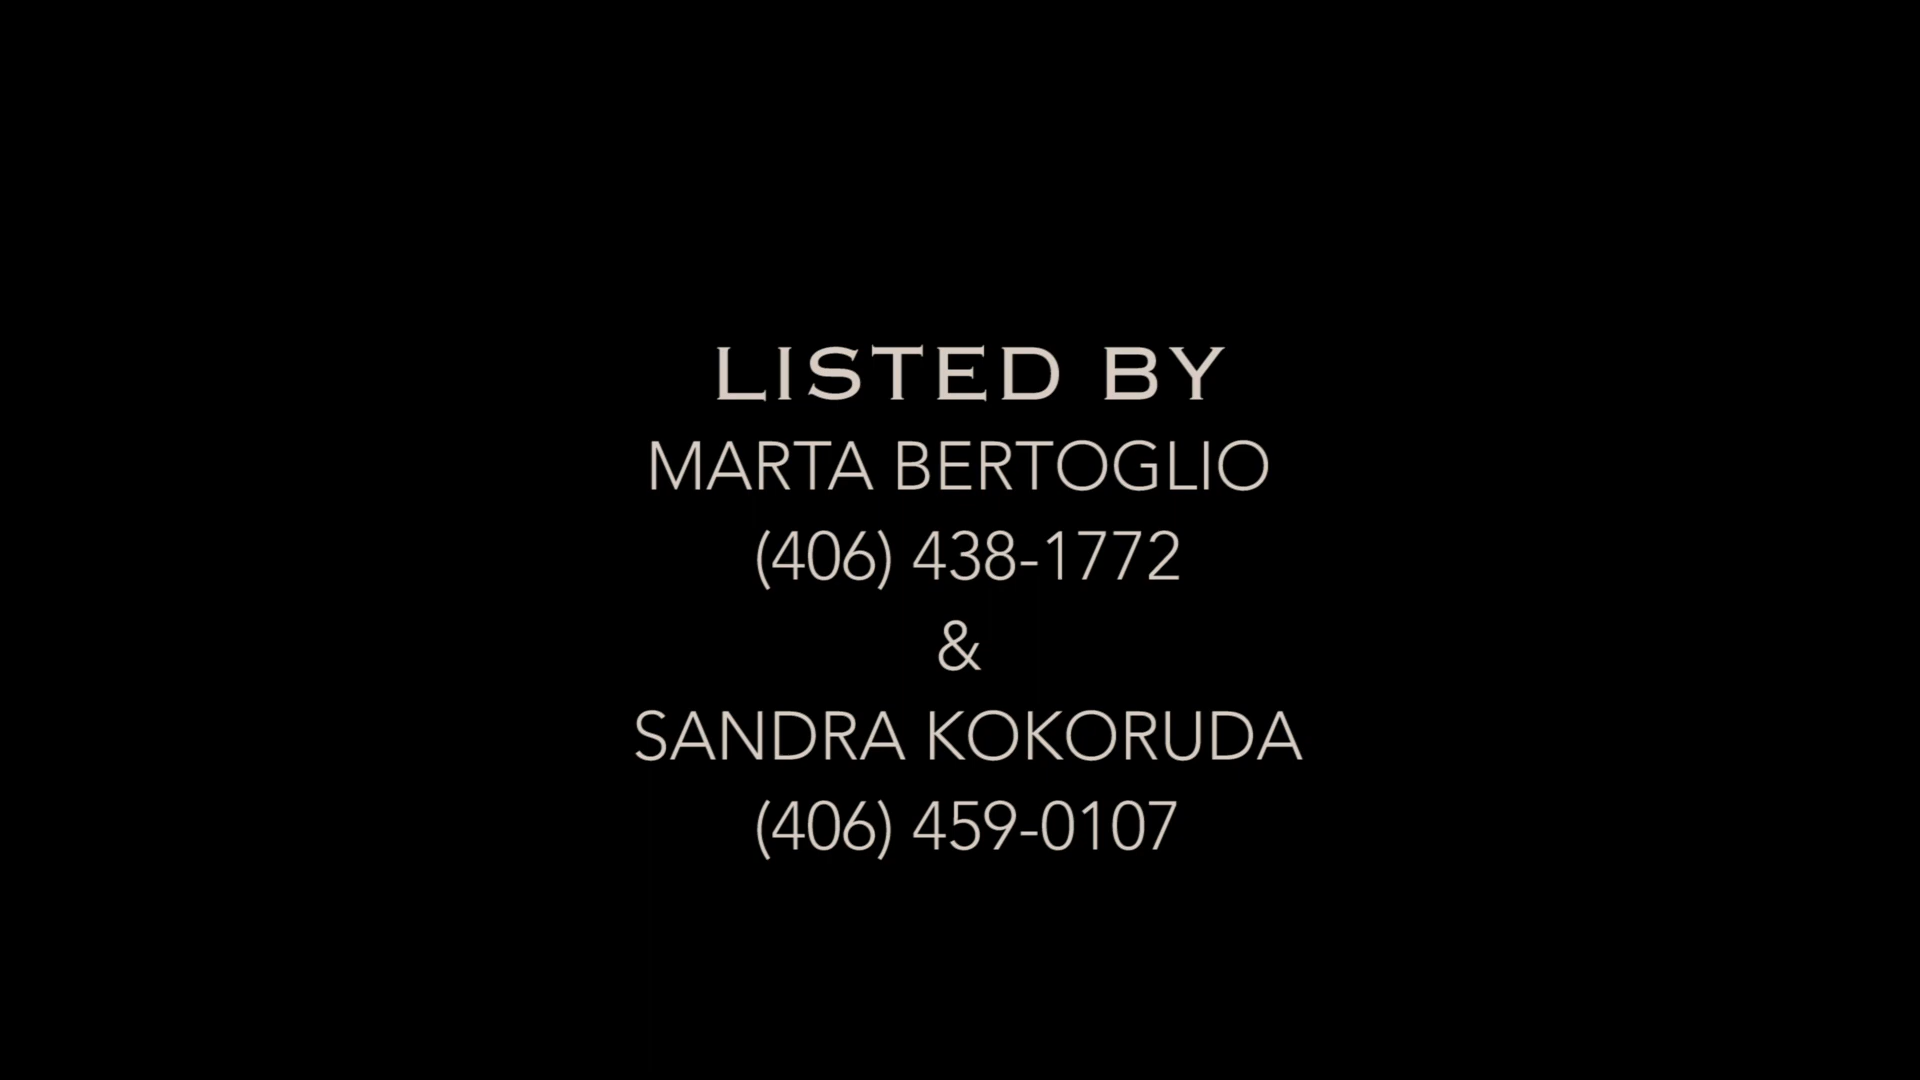 LISTED BY
MARTA BERTOGLIO
(406) 438-1772
&
SANDRA KOKORUDA
(406) 459-0107